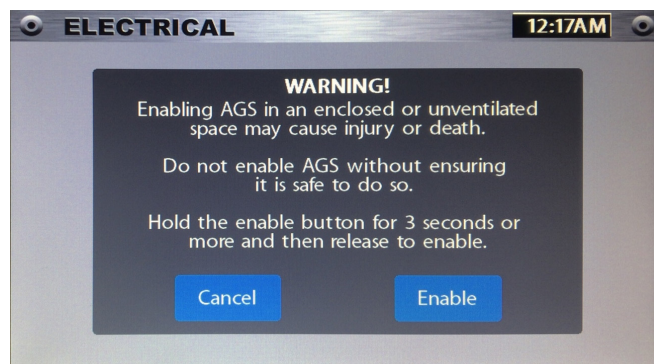 ELECTRICAL
12:17AM
WARNING!
Enabling AGS in an enclosed or unventilated
space may cause injury or death.
Do not enable AGS without ensuring
it is safe to do so.
Hold the enable button for 3 seconds or
more and then release to enable.
Cancel
Enable